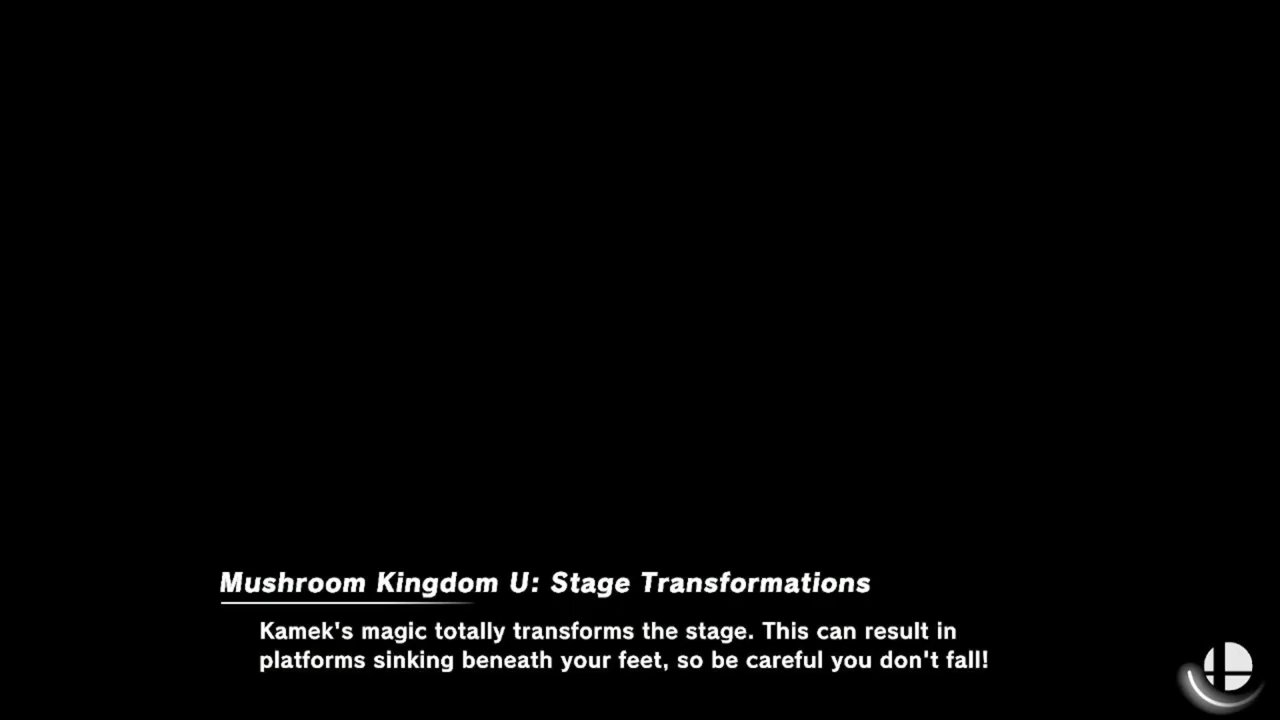 Mushroom Kingdom U: Stage Transformations
Kamek's magic totally transforms the stage. This can result in
platforms sinking beneath your feet, so be careful you don't fall!